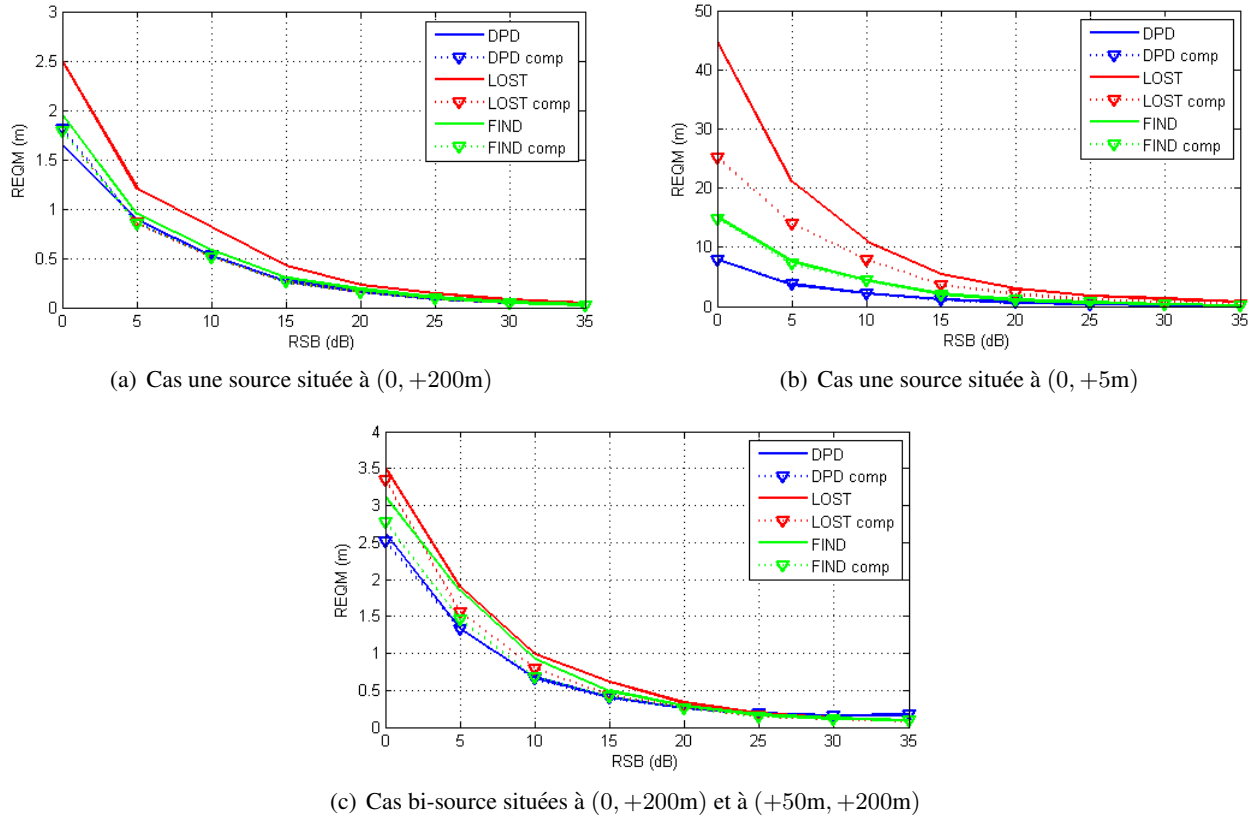 3
2.5
2
1.5
1
0.5
0
REQM (m)
0 5 10 15 20 25 30 35
RSB (dB)
DPD
DPD comp
LOST
LOST comp
FIND
FIND comp
(a) Cas une source située à (0, +200m)
50
40
30
20
10
0
REQM (m)
0 5 10 15 20 25 30 35
RSB (dB)
DPD
DPD comp
LOST
LOST comp
FIND
FIND comp
(b) Cas une source située à (0, +5m)
4
3.5
3
2.5
2
1.5
1
0.5
0
REQM (m)
0 5 10 15 20 25 30 35
RSB (dB)
DPD
DPD comp
LOST
LOST comp
FIND
FIND comp
(c) Cas bi-source situées à (0, +200m) et à (+50m, +200m)